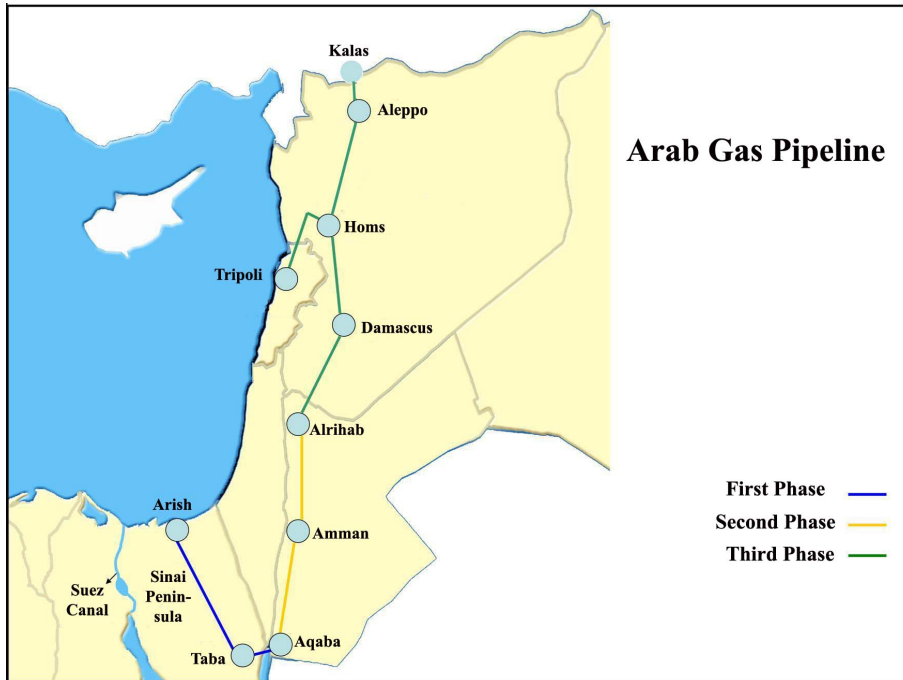 Kalas
Aleppo
Arab Gas Pipeline
Homs
Tripoli
Damascus
Alrihab
First Phase
Arish
Second Phase
Amman
Third Phase
Suez
Canal
Sinai
Penin-
sula
Aqaba
Taba